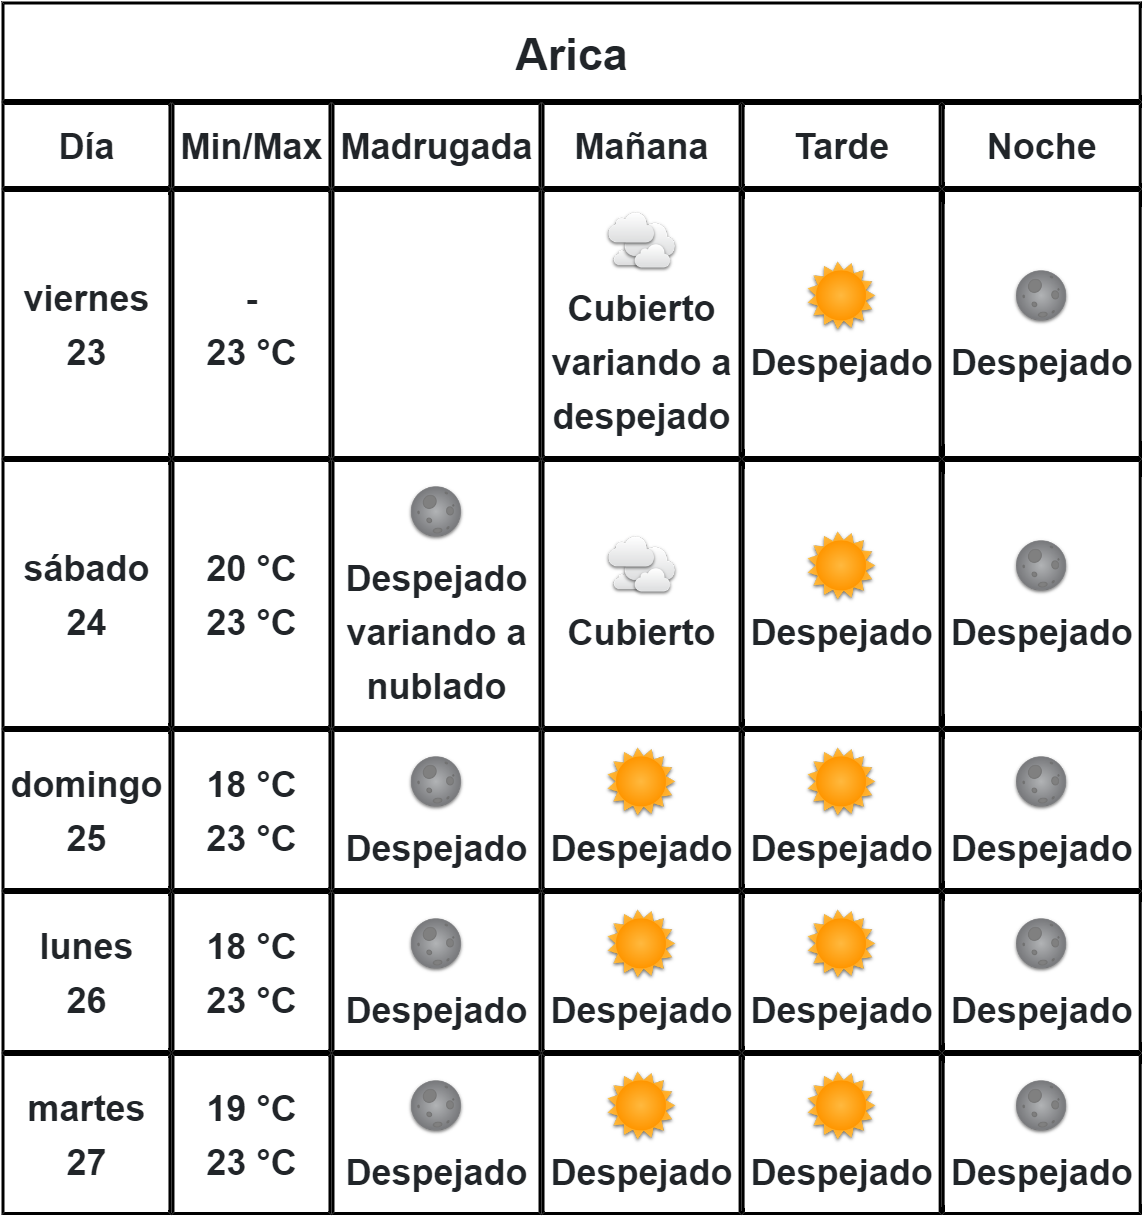 Arica
Día Min/Max Madrugada Mañana Tarde Noche
viernes
23
-
23 °C
Cubierto
variando a
despejado
Despejado
Despejado
sábado
24
20 °C
23 °C
Despejado
variando a
nublado
Cubierto
Despejado
Despejado
domingo
25
18 °C
23 °C
Despejado
Despejado
Despejado
Despejado
lunes
26
18 °C
23 °C
Despejado
Despejado
Despejado
Despejado
martes
27
19 °C
23 °C
Despejado
Despejado
Despejado
Despejado